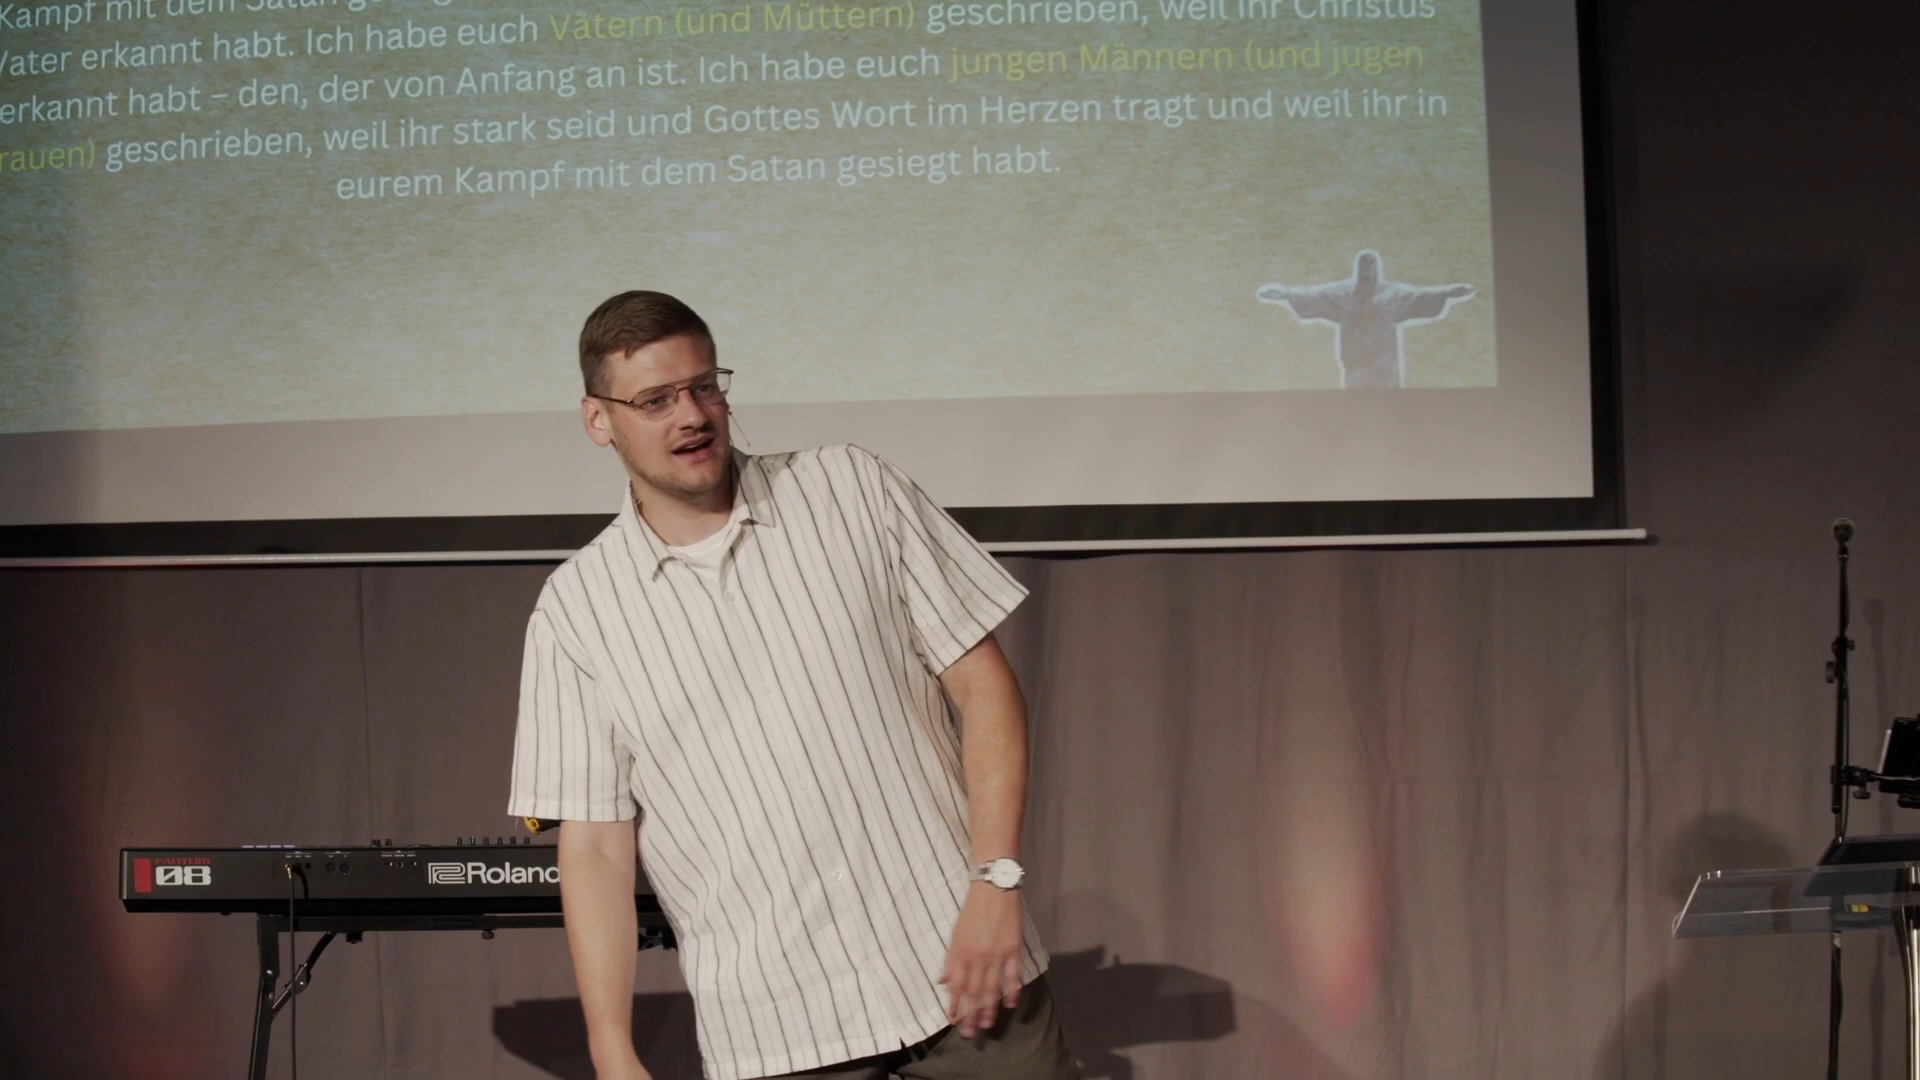 Kampf mit dem Satan
Vater erkannt habt. Ich habe euch Vätern (und Müttern) geschrieben, weil ihr Christus
erkannt habt – den, der von Anfang an ist. Ich habe euch jungen Männern (und jugen
rauen) geschrieben, weil ihr stark seid und Gottes Wort im Herzen tragt und weil ihr in
eurem Kampf mit dem Satan gesiegt habt.
FANTOM
08
Roland